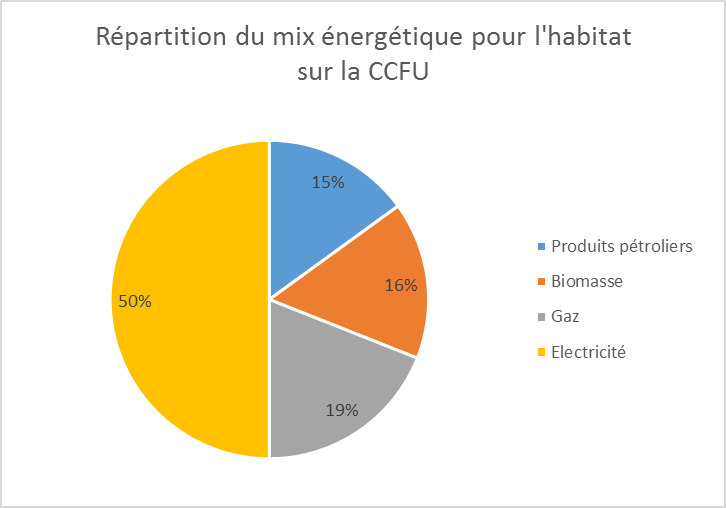 Répartition du mix énergétique pour l'habitat
sur la CCFU
15%
16%
50%
19%
Produits pétroliers
Biomasse
Gaz
Electricité